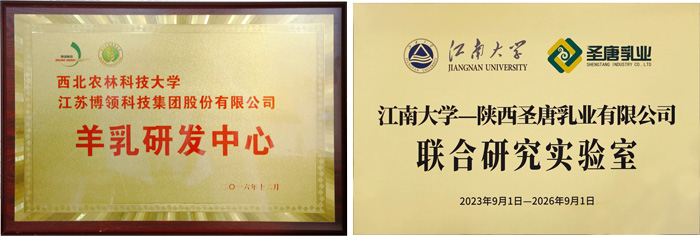 西北农林科技大学
江苏博领科技集团股份有限公司
羊乳研发中心
二〇一六年十二月
江南大学
JIANGNAN UNIVERSITY
圣唐乳业
SHENGTANG INDUSTRY CO., LTD
江南大学—陕西圣唐乳业有限公司
联合研究实验室
2023年9月1日—2026年9月1日